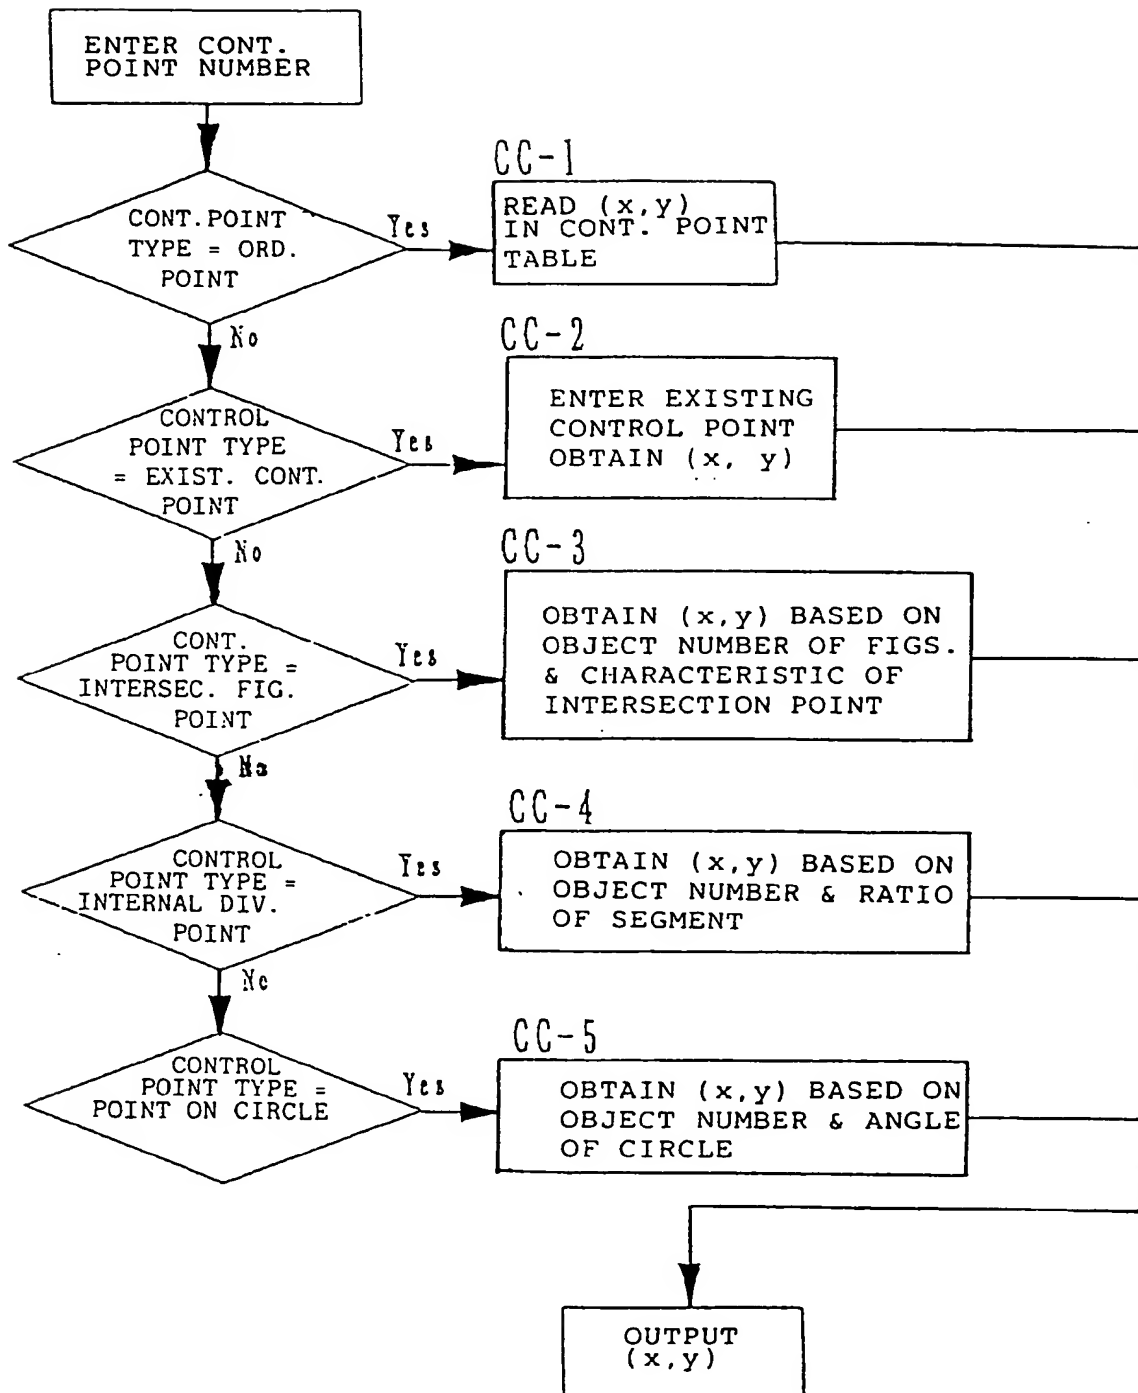 ENTER CONT.
POINT NUMBER
CONT.POINT
TYPE = ORD.
POINT
Yes
CC-1
READ (x,y)
IN CONT. POINT
TABLE
No
CONTROL
POINT TYPE
= EXIST. CONT.
POINT
Yes
CC-2
ENTER EXISTING
CONTROL POINT
OBTAIN (x, y)
No
CONT.
POINT TYPE =
INTERSEC. FIG.
POINT
Yes
CC-3
OBTAIN (x,y) BASED ON
OBJECT NUMBER OF FIGS.
& CHARACTERISTIC OF
INTERSECTION POINT
No
CONTROL
POINT TYPE =
INTERNAL DIV.
POINT
Yes
CC-4
OBTAIN (x,y) BASED ON
OBJECT NUMBER & RATIO
OF SEGMENT
No
CONTROL
POINT TYPE =
POINT ON CIRCLE
Yes
CC-5
OBTAIN (x,y) BASED ON
OBJECT NUMBER & ANGLE
OF CIRCLE
OUTPUT
(x,y)